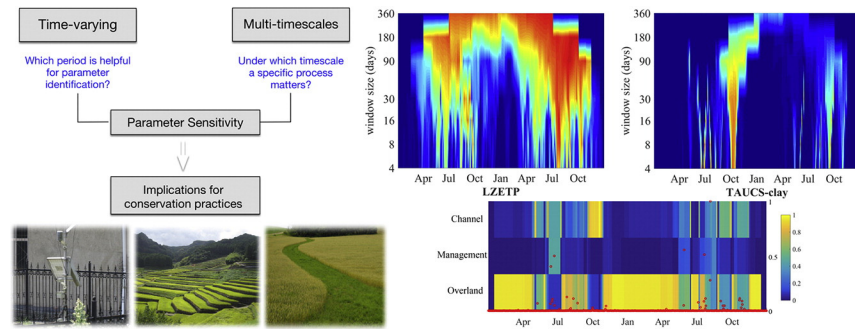 Time-varying
Multi-timescales
Which period is helpful
for parameter
identification?
Under which timescale
a specific process
matters?
Parameter Sensitivity
Implications for
conservation practices
window size (days)
360
180
90
30
16
8
4
Apr Jul Oct Jan Apr Jul Oct
LZETP
window size (days)
360
180
90
30
16
8
4
Apr Jul Oct Jan Apr Jul Oct
TAUCS-clay
Channel
Management
Overland
Apr Jul Oct Jan Apr Jul Oct
1
0.5
0
1
0.8
0.6
0.4
0.2
0